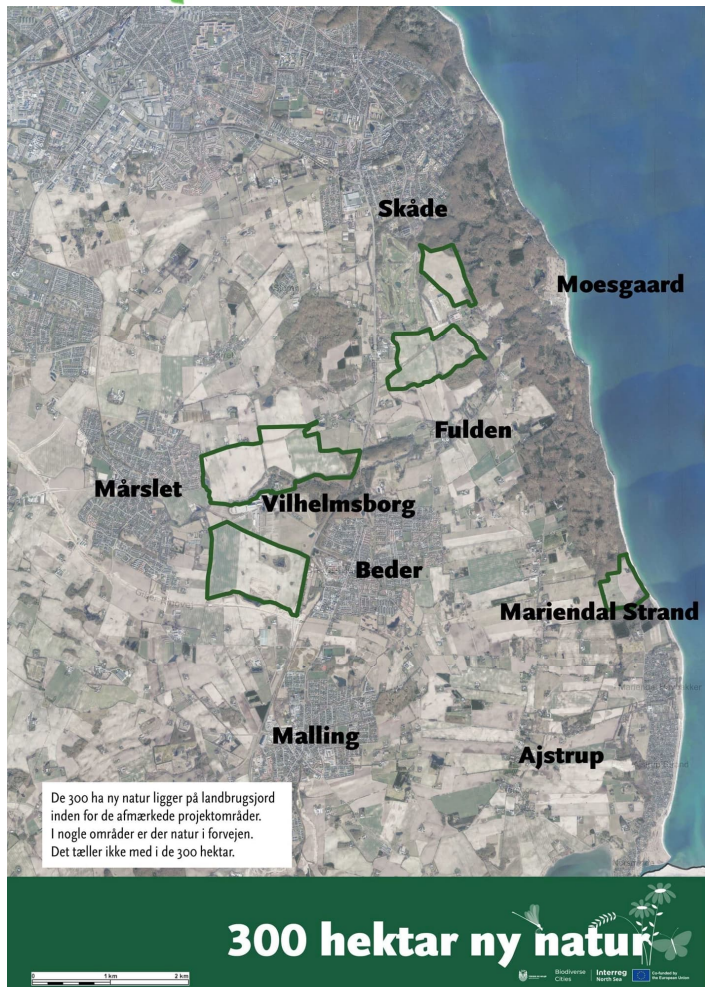 Skåde
Moesgaard
Fulden
Mårslet
Vilhelmsborg
Beder
Mariendal Strand
Malling
Ajstrup
De 300 ha ny natur ligger på landbrugsjord
inden for de afmærkede projektområder.
I nogle områder er der natur i forvejen.
Det tæller ikke med i de 300 hektar.
300 hektar ny natur
0 1 km 2 km
Biodiverse
Cities
Interreg
North Sea
Co-funded by
the European Union